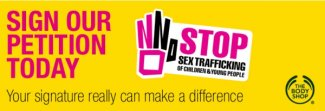 SIGN OUR
PETITION
TODAY
STOP
SEX TRAFFICKING
OF CHILDREN & YOUNG PEOPLE
Your signature really can make a difference
THE
BODY
SHOP